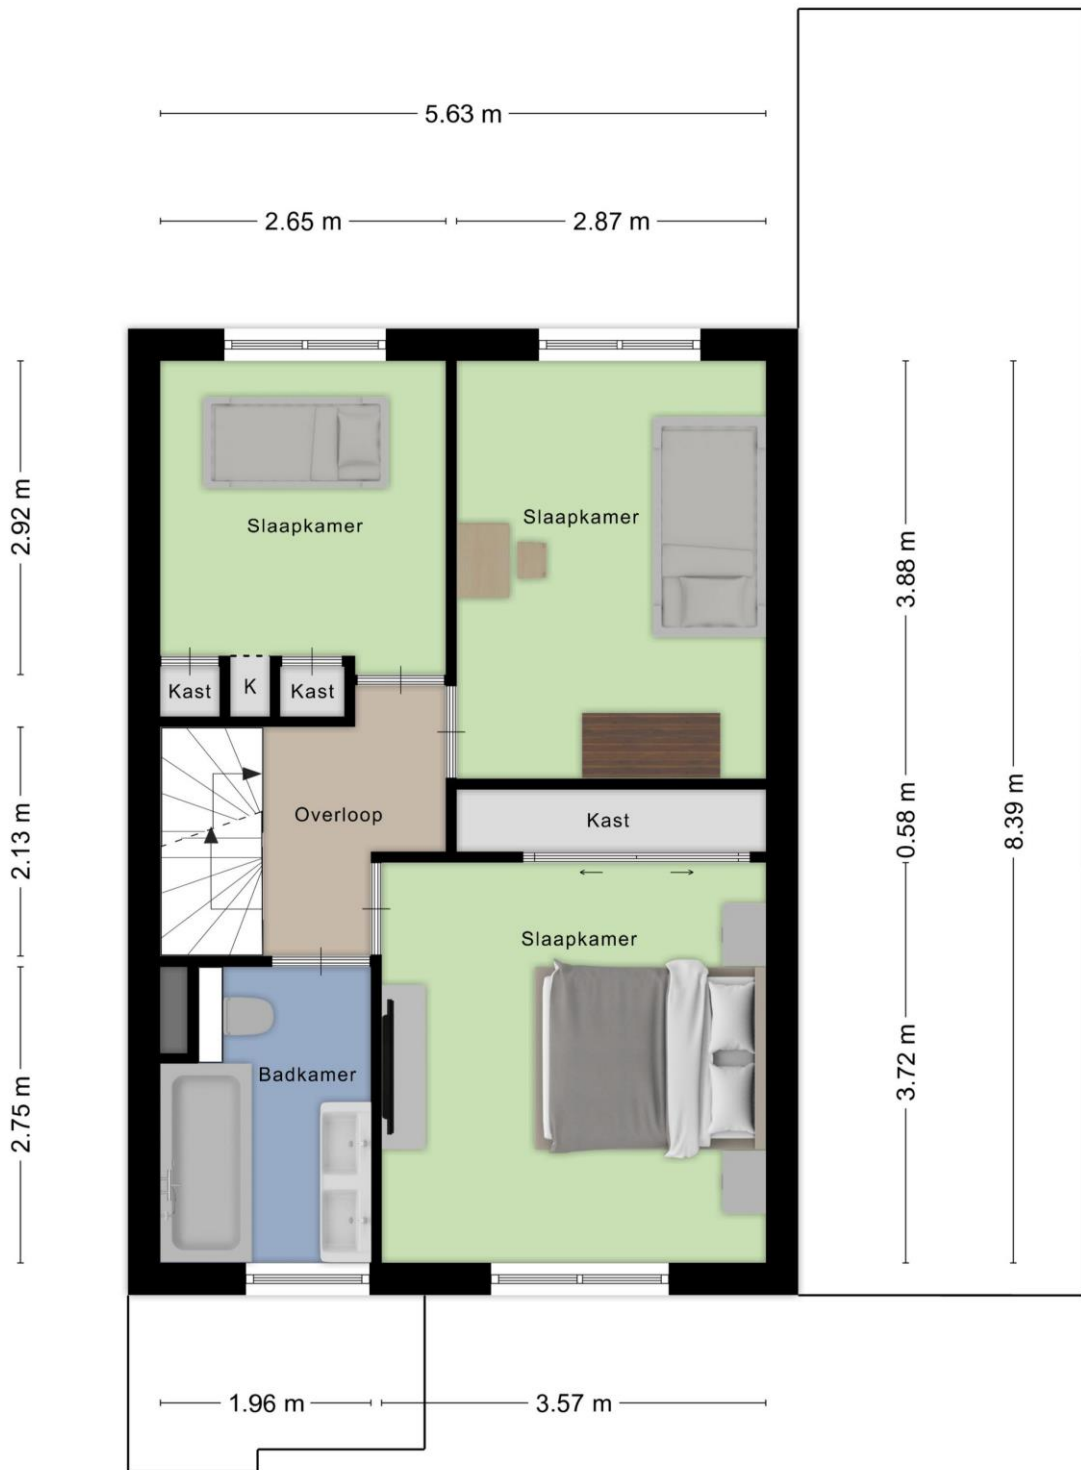 5.63 m
2.65 m
2.87 m
2.92 m
Slaapkamer
Slaapkamer
3.88 m
Kast
K
Kast
2.13 m
Overloop
Kast
0.58 m
8.39 m
Slaapkamer
2.75 m
Badkamer
3.72 m
1.96 m
3.57 m